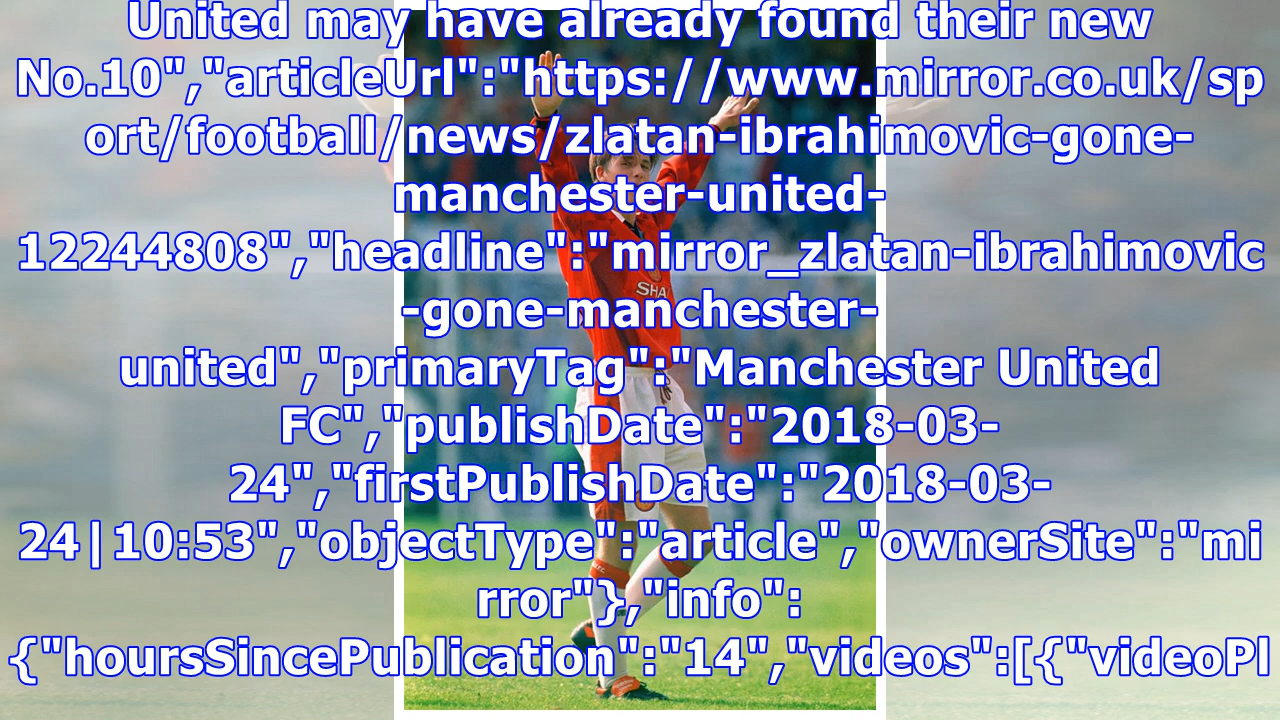 United may have already found their new
No.10","articleUrl":"https://www.mirror.co.uk/sp
ort/football/news/zlatan-ibrahimovic-gone-
manchester-united-
12244808","headline":"mirror_zlatan-ibrahimovic
-gone-manchester-
united","primaryTag":"Manchester United
FC","publishDate":"2018-03-
24","firstPublishDate":"2018-03-
24|10:53","objectType":"article","ownerSite":"mi
rror"},"info":
{"hoursSincePublication":"14","videos":[{"videoPl
SHA
10